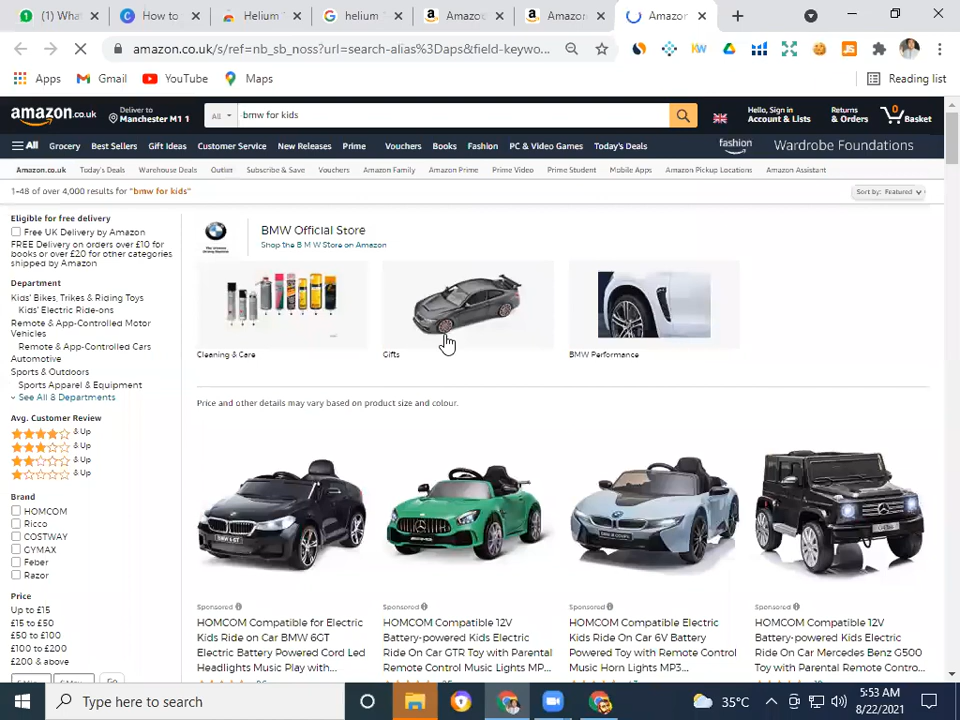 (1) Wha
How to
Helium
helium
Amazo
Amazon
Amazon
amazon.co.uk/s/ref=nb_sb_noss?url=search-alias%3Daps&field-keywo...
Apps
Gmail
YouTube
Maps
Reading list
amazon.co.uk
Deliver to
Manchester M1 1
All
bmw for kids
Hello, Sign in
Account & Lists
Returns
& Orders
0
Basket
All
Grocery
Best Sellers
Gift Ideas
Customer Service
New Releases
Prime
Vouchers
Books
Fashion
PC & Video Games
Today's Deals
fashion
Wardrobe Foundations
Amazon.co.uk
Today's Deals
Warehouse Deals
Outlet
Subscribe & Save
Vouchers
Amazon Family
Amazon Prime
Prime Video
Prime Student
Mobile Apps
Amazon Pickup Locations
Amazon Assistant
1-48 of over 4,000 results for "bmw for kids"
Sort by: Featured
Eligible for free delivery
Free UK Delivery by Amazon
FREE Delivery on orders over £10 for
books or over £20 for other categories
shipped by Amazon
Department
Kids' Bikes, Trikes & Riding Toys
Kids' Electric Ride-ons
Remote & App-Controlled Motor
Vehicles
Remote & App-Controlled Cars
Automotive
Sports & Outdoors
Sports Apparel & Equipment
See All 8 Departments
Avg. Customer Review
& Up
& Up
& Up
& Up
Brand
HOMCOM
Ricco
COSTWAY
GYMAX
Feber
Razor
Price
Up to £15
£15 to £50
£50 to £100
£100 to £200
£200 & above
BMW Official Store
Shop the B M W Store on Amazon
Cleaning & Care
Gifts
BMW Performance
Price and other details may vary based on product size and colour.
Sponsored
HOMCOM Compatible for Electric
Kids Ride on Car BMW 6GT
Electric Battery Powered Cord Led
Headlights Music Play with...
Sponsored
HOMCOM Compatible 12V
Battery-powered Kids Electric
Ride On Car GTR Toy with Parental
Remote Control Music Lights MP...
Sponsored
HOMCOM Compatible Electric
Kids Ride On Car 6V Battery
Powered Toy with Remote Control
Music Horn Lights MP3...
Sponsored
HOMCOM Compatible 12V
Battery-powered Kids Electric
Ride On Car Mercedes Benz G500
Toy with Parental Remote Contro...
Type here to search
35°C
5:53 AM
8/22/2021